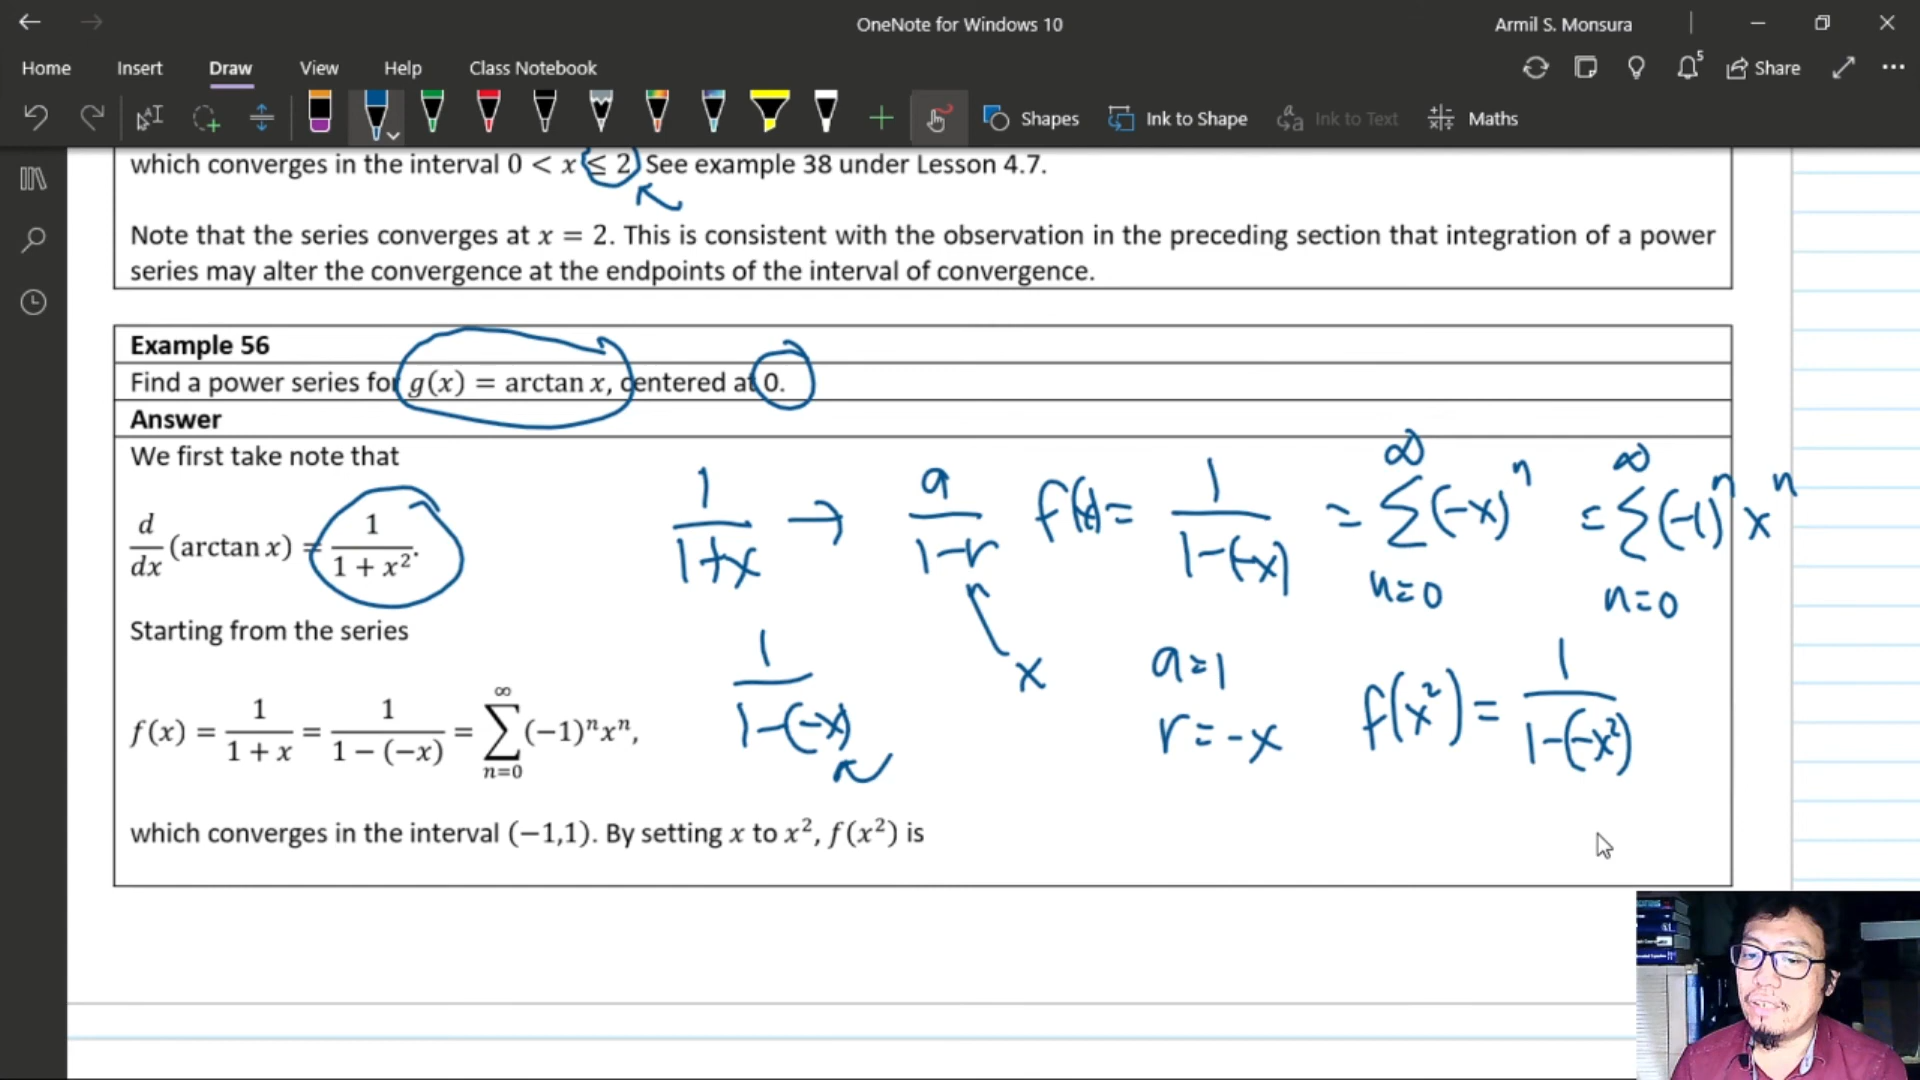 OneNote for Windows 10
Armil S. Monsura
Home Insert Draw View Help Class Notebook
5 Share
Shapes Ink to Shape Ink to Text Maths
which converges in the interval 0 < x ≤ 2. See example 38 under Lesson 4.7.
Note that the series converges at x = 2. This is consistent with the observation in the preceding section that integration of a power
series may alter the convergence at the endpoints of the interval of convergence.
Example 56
Find a power series for g(x) = arctan x, centered at 0.
Answer
We first take note that
d/dx (arctan x) = 1/(1 + x²).
1/(1+x) → a/(1-r) f(x) = 1/(1-(-x)) = ∞ Σ n=0 (-x)ⁿ = ∞ Σ n=0 (-1)ⁿ xⁿ
Starting from the series
1/(1-(-x)) x a=1
r=-x
f(x²) = 1/(1-(-x²))
f(x) = 1/(1 + x) = 1/(1 − (−x)) = ∞ Σ n=0 (−1)ⁿxⁿ,
which converges in the interval (−1,1). By setting x to x², f(x²) is